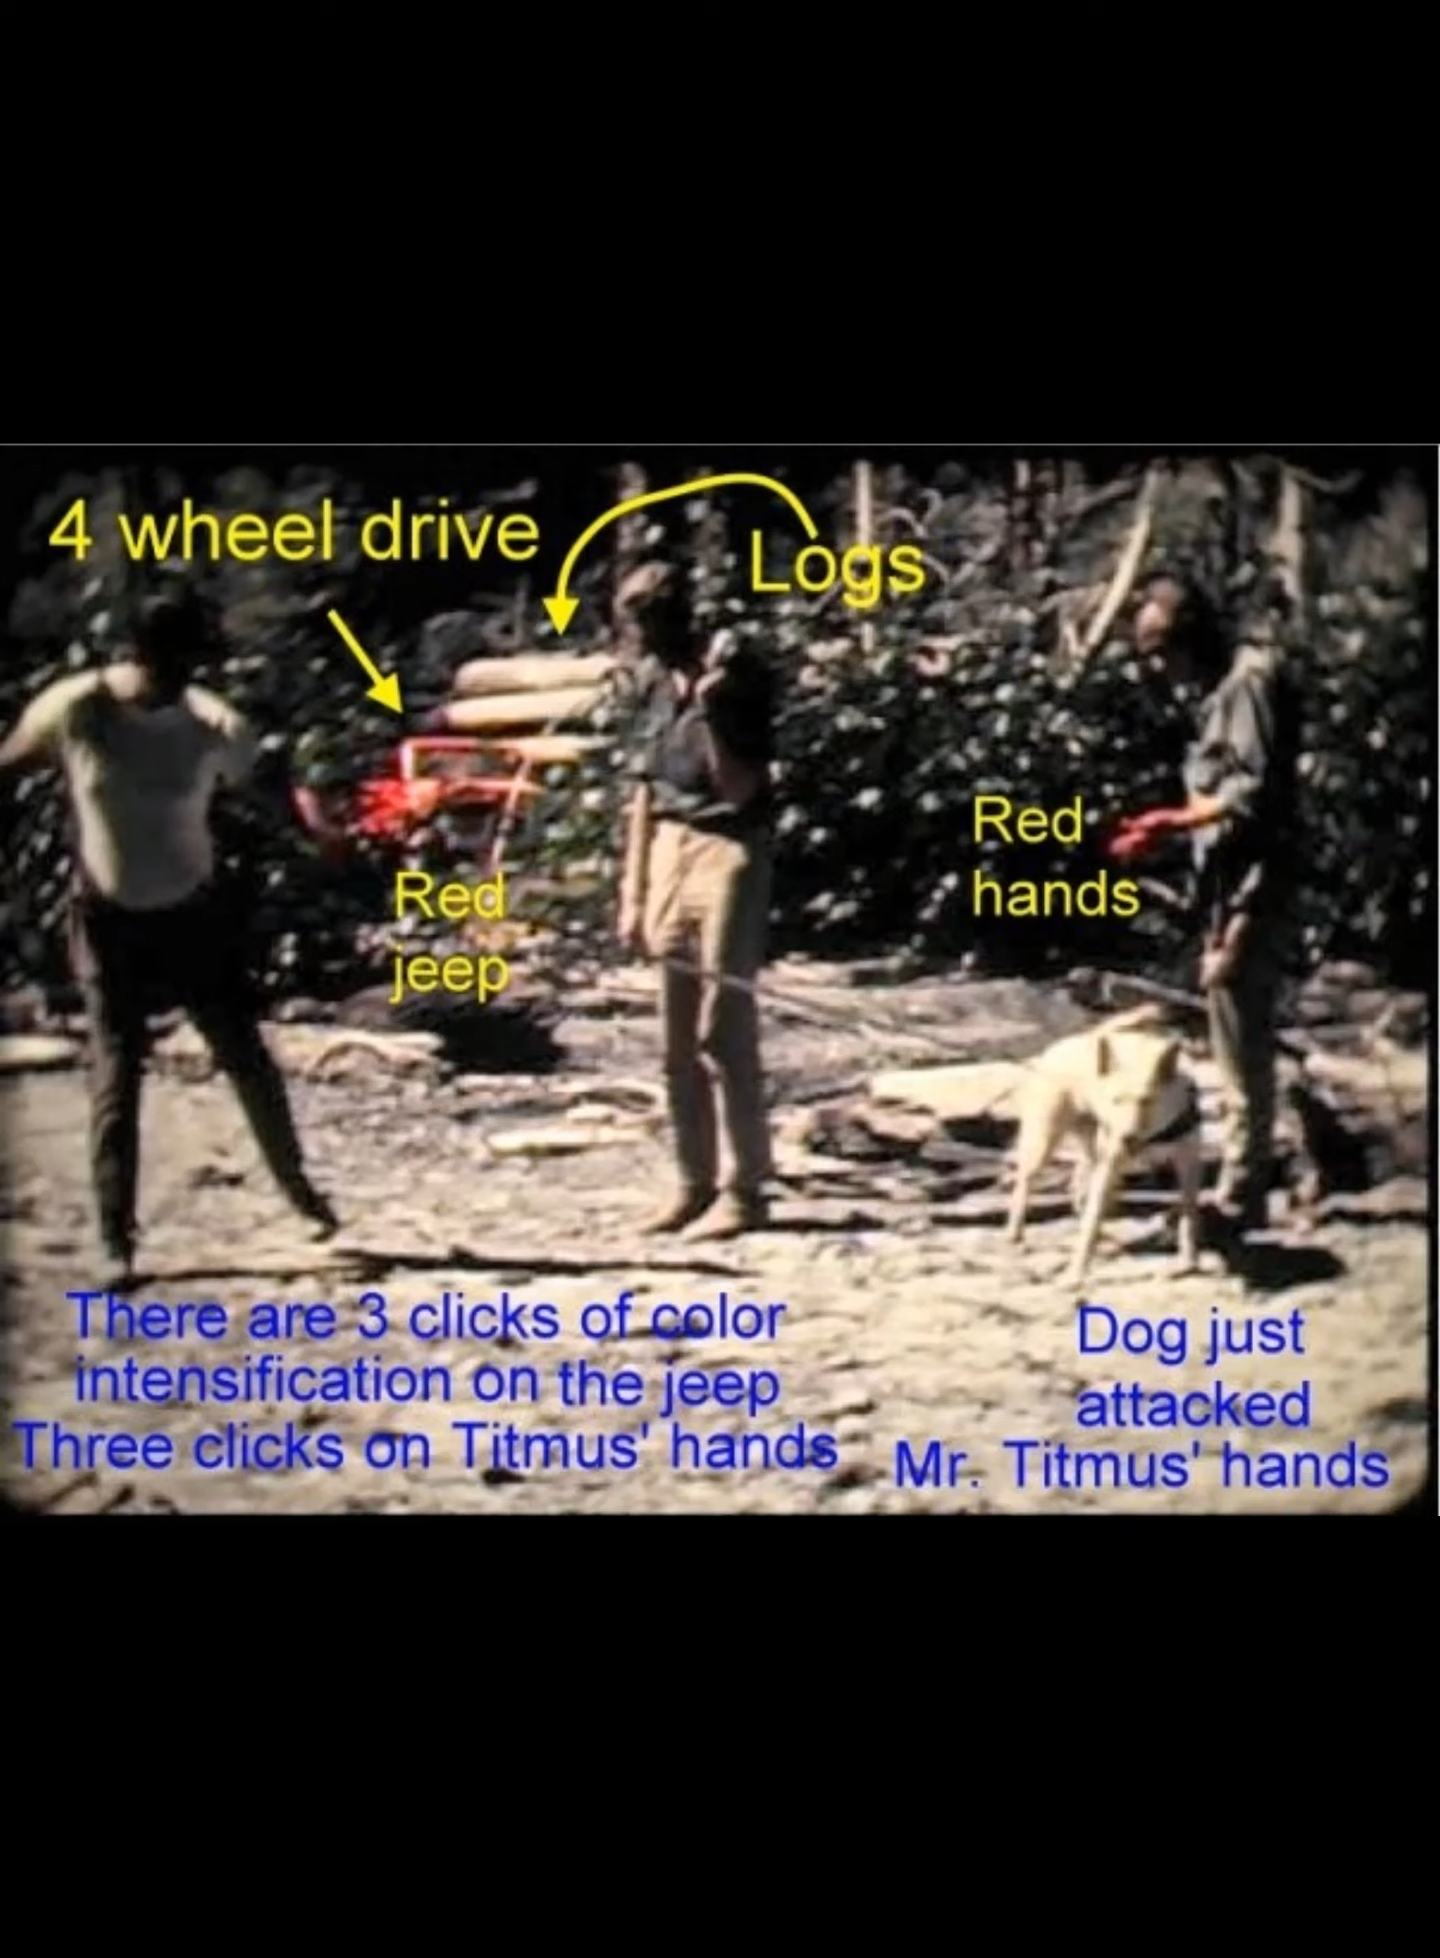 4 wheel drive
Logs
Red
jeep
Red
hands
There are 3 clicks of color
intensification on the jeep
Three clicks on Titmus' hands
Dog just
attacked
Mr. Titmus' hands